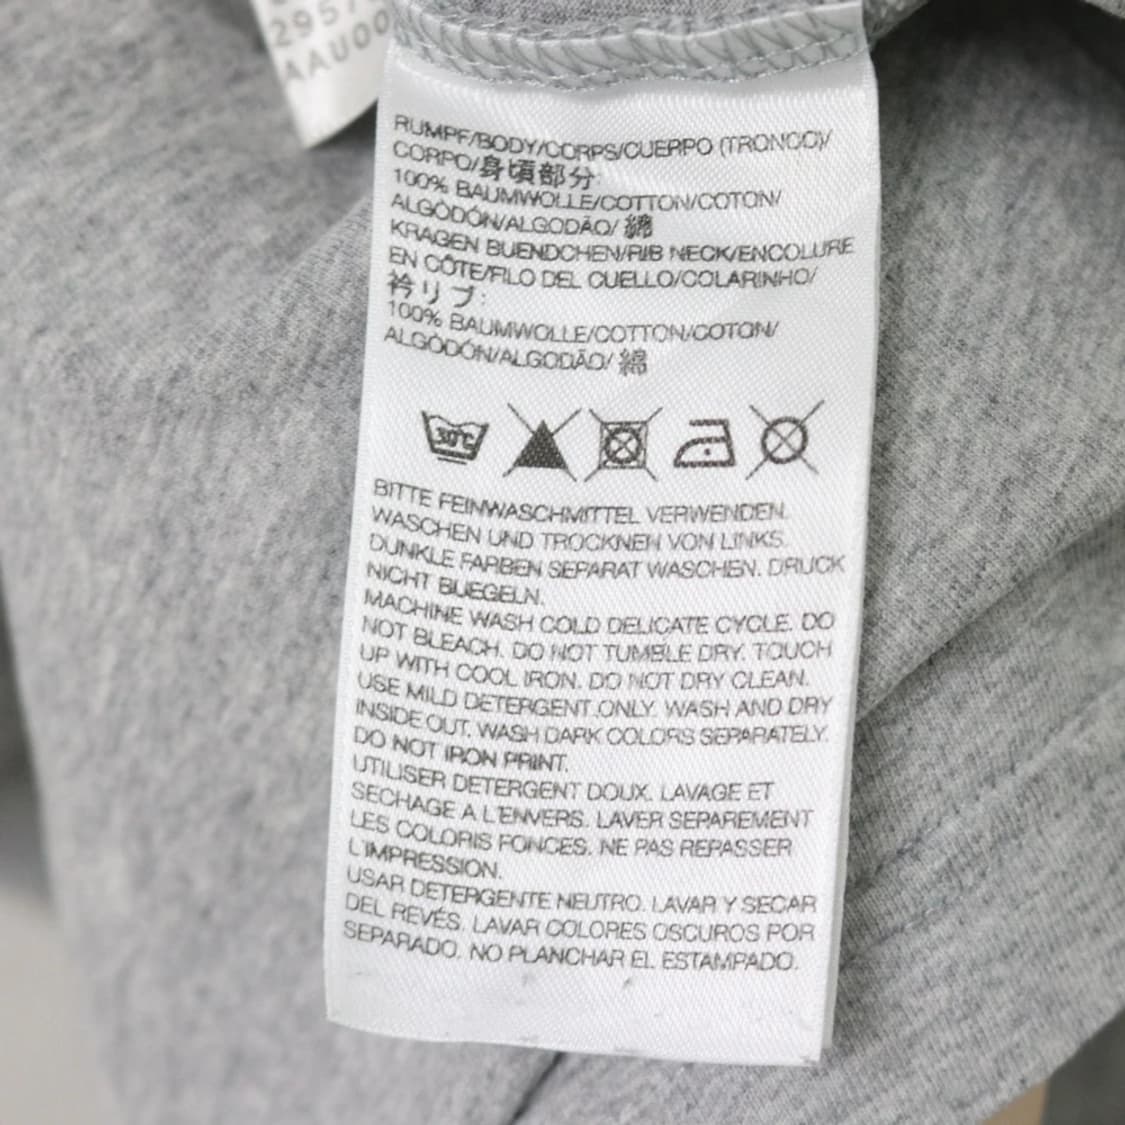 2957
AAU00
RUMPF/BODY/CORPS/CUERPO (TRONCO)/
CORPO/身頃部分:
100% BAUMWOLLE/COTTON/COTON/
ALGODÓN/ALGODÃO/ 綿
KRAGEN BUENDCHEN/RIB NECK/ENCOLURE
EN CÔTE/FILO DEL CUELLO/COLARINHO/
衿リブ:
100% BAUMWOLLE/COTTON/COTON/
ALGODÓN/ALGODÃO/ 綿
30°C
BITTE FEINWASCHMITTEL VERWENDEN.
WASCHEN UND TROCKNEN VON LINKS.
DUNKLE FARBEN SEPARAT WASCHEN. DRUCK
NICHT BUEGELN.
MACHINE WASH COLD DELICATE CYCLE. DO
NOT BLEACH. DO NOT TUMBLE DRY. TOUCH
UP WITH COOL IRON. DO NOT DRY CLEAN.
USE MILD DETERGENT ONLY. WASH AND DRY
INSIDE OUT. WASH DARK COLORS SEPARATELY.
DO NOT IRON PRINT.
UTILISER DETERGENT DOUX. LAVAGE ET
SECHAGE A L'ENVERS. LAVER SEPAREMENT
LES COLORIS FONCES. NE PAS REPASSER
L'IMPRESSION.
USAR DETERGENTE NEUTRO. LAVAR Y SECAR
DEL REVÉS. LAVAR COLORES OSCUROS POR
SEPARADO. NO PLANCHAR EL ESTAMPADO.